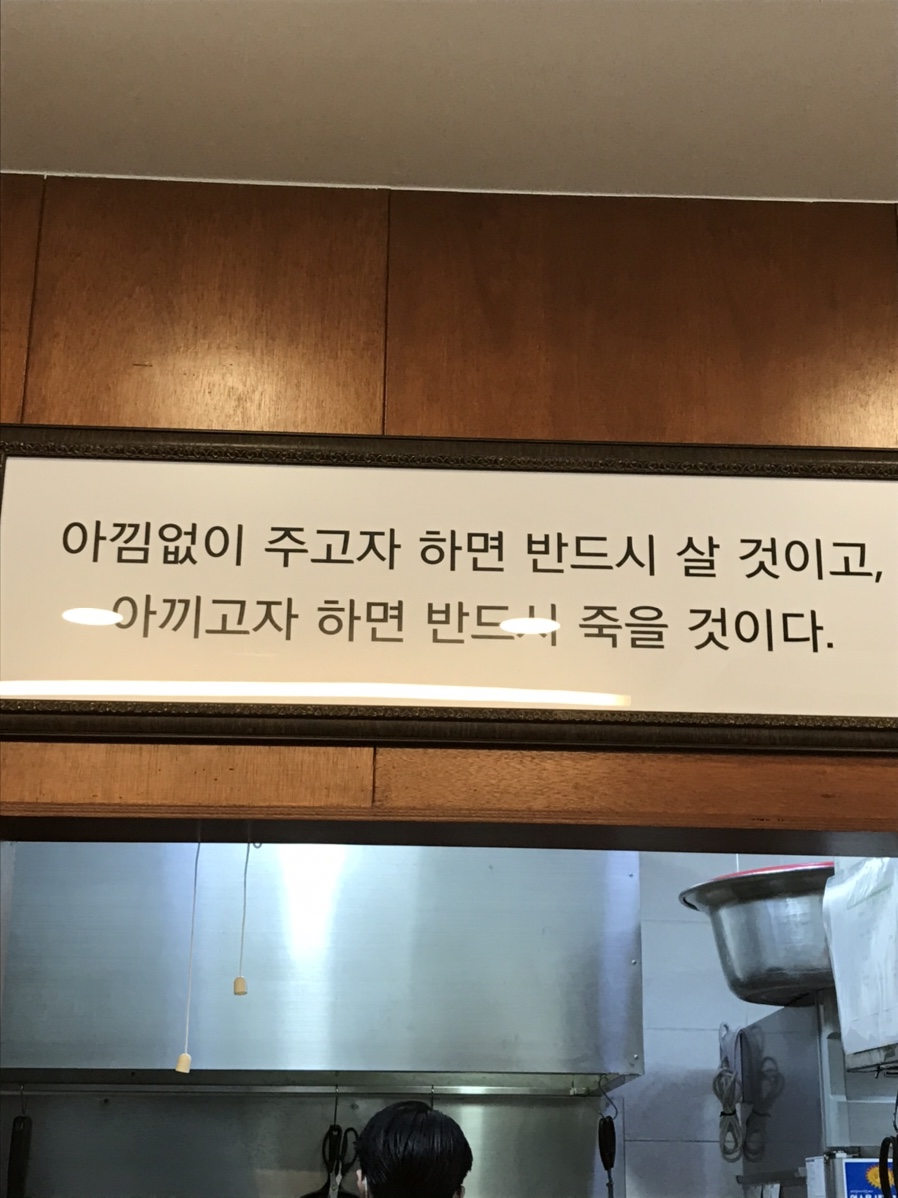 아낌없이 주고자 하면 반드시 살 것이고,
아끼고자 하면 반드시 죽을 것이다.